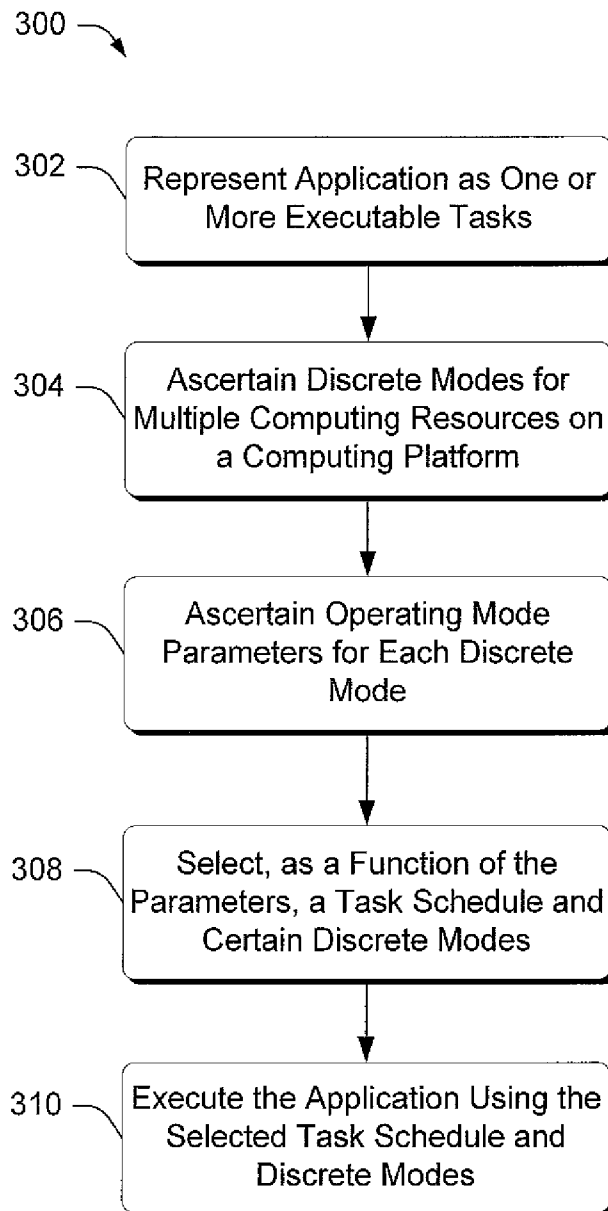 300
302
Represent Application as One or
More Executable Tasks
304
Ascertain Discrete Modes for
Multiple Computing Resources on
a Computing Platform
306
Ascertain Operating Mode
Parameters for Each Discrete
Mode
308
Select, as a Function of the
Parameters, a Task Schedule and
Certain Discrete Modes
310
Execute the Application Using the
Selected Task Schedule and
Discrete Modes